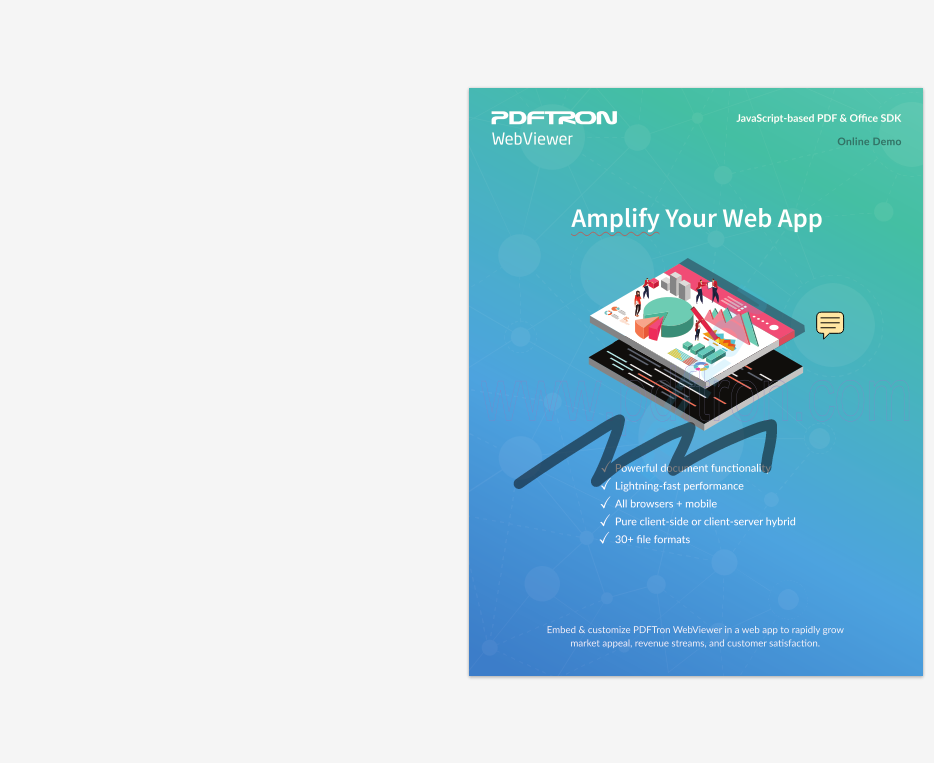 PDFTRON
WebViewer
JavaScript-based PDF & Office SDK
Online Demo
Amplify Your Web App
✓ Powerful document functionality
✓ Lightning-fast performance
✓ All browsers + mobile
✓ Pure client-side or client-server hybrid
✓ 30+ file formats
Embed & customize PDFTron WebViewer in a web app to rapidly grow
market appeal, revenue streams, and customer satisfaction.